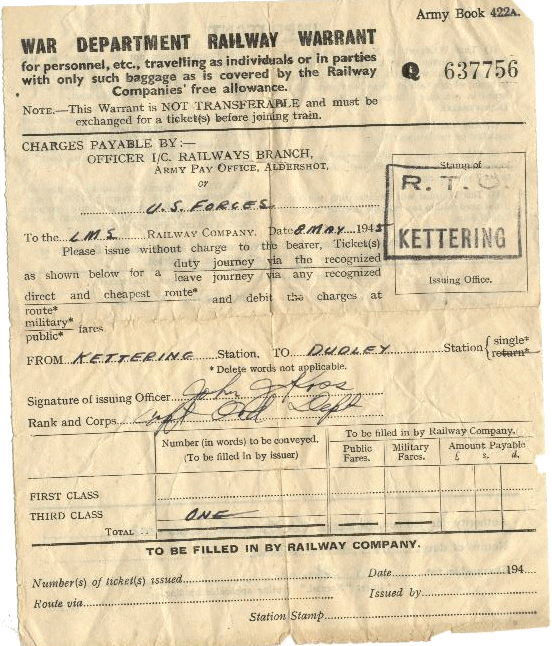 Army Book 422A.
WAR DEPARTMENT RAILWAY WARRANT
for personnel, etc., travelling as individuals or in parties
with only such baggage as is covered by the Railway
Companies' free allowance.
Q 637756
NOTE.—This Warrant is NOT TRANSFERABLE and must be
exchanged for a ticket(s) before joining train.
CHARGES PAYABLE BY:—
OFFICER I/C. RAILWAYS BRANCH,
ARMY PAY OFFICE, ALDERSHOT,
or
U.S. FORCES
Stamp of
R.T.O.
KETTERING
Issuing Office.
To the LMS RAILWAY COMPANY. Date 8 MAY 1945
Please issue without charge to the bearer, Ticket(s)
as shown below for a duty journey via the recognized
leave journey via any recognized
direct and cheapest route* and debit the charges at
route*
military* fares.
public*
FROM KETTERING Station. TO DUDLEY Station { single*
return*
* Delete words not applicable.
Signature of issuing Officer John J Ross
Rank and Corps Capt Ord Dept
Number (in words) to be conveyed.
(To be filled in by issuer)
To be filled in by Railway Company.
Public Fares.
Military Fares.
Amount Payable
£ s. d.
FIRST CLASS
THIRD CLASS ONE
TOTAL ..
TO BE FILLED IN BY RAILWAY COMPANY.
Number(s) of ticket(s) issued
Date 194
Route via
Issued by
Station Stamp